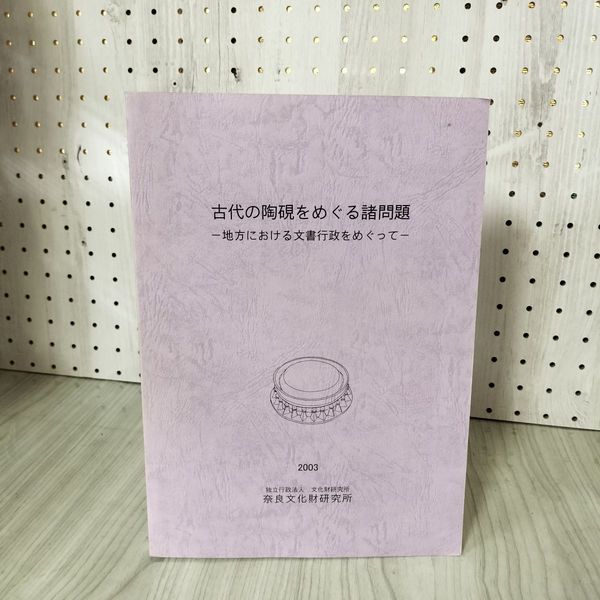 古代の陶硯をめぐる諸問題
－地方における文書行政をめぐって－
2003
独立行政法人　文化財研究所
奈良文化財研究所